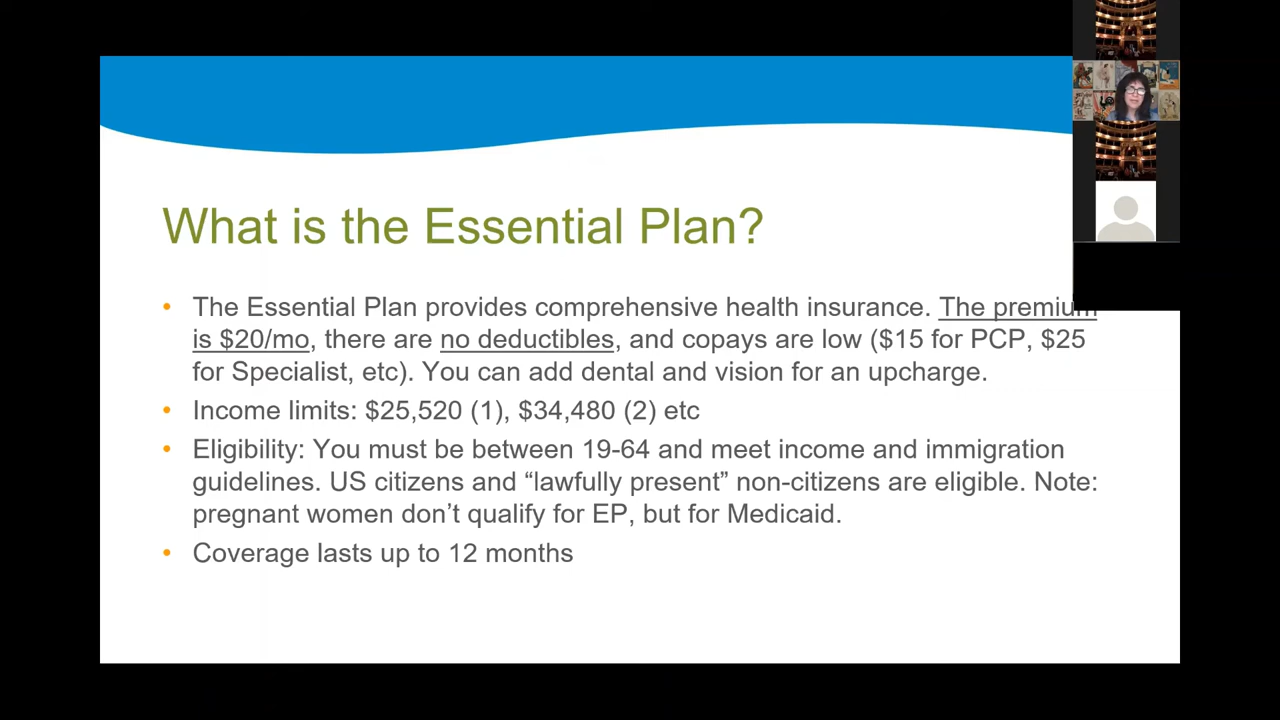 What is the Essential Plan?
• The Essential Plan provides comprehensive health insurance. The premium
is $20/mo, there are no deductibles, and copays are low ($15 for PCP, $25
for Specialist, etc). You can add dental and vision for an upcharge.
• Income limits: $25,520 (1), $34,480 (2) etc
• Eligibility: You must be between 19-64 and meet income and immigration
guidelines. US citizens and “lawfully present” non-citizens are eligible. Note:
pregnant women don’t qualify for EP, but for Medicaid.
• Coverage lasts up to 12 months